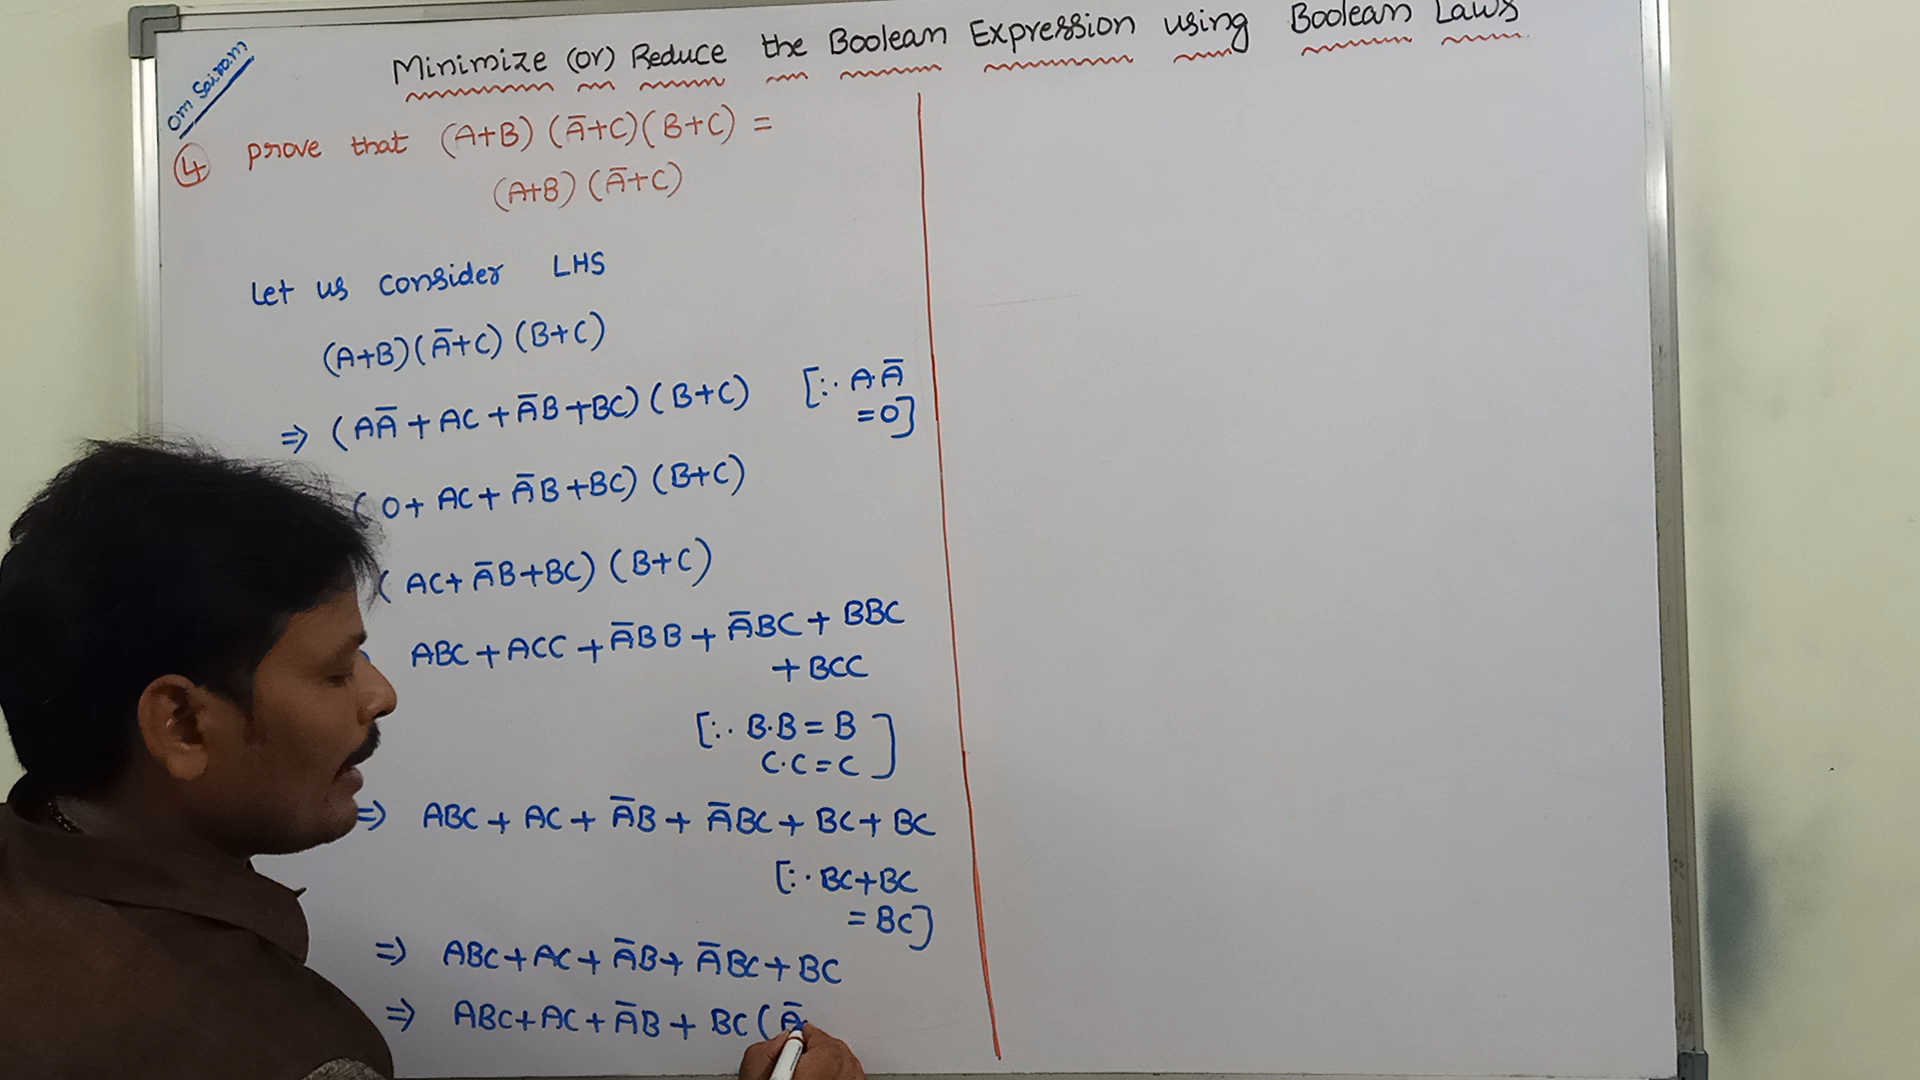 Om Sairam
Minimize (or) Reduce the Boolean Expression using Boolean Laws
④ prove that (A+B) (Ā+C) (B+C) =
(A+B) (Ā+C)
Let us consider LHS
(A+B) (Ā+C) (B+C)
⇒ (AĀ + AC + ĀB + BC) (B+C) [∵ A·Ā
=0]
(0+ AC + ĀB + BC) (B+C)
(AC+ ĀB+BC) (B+C)
ABC + ACC + ĀBB + ĀBC + BBC
+ BCC
[∵ B·B = B
C·C = C]
⇒ ABC + AC + ĀB + ĀBC + BC + BC
[∵ BC+BC
= BC]
⇒ ABC + AC + ĀB + ĀBC + BC
⇒ ABC + AC + ĀB + BC (Ā